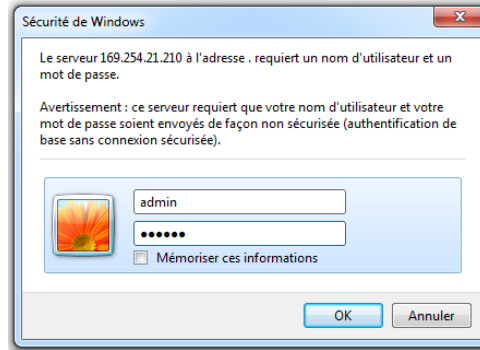 Sécurité de Windows
Le serveur 169.254.21.210 à l'adresse . requiert un nom d'utilisateur et un
mot de passe.
Avertissement : ce serveur requiert que votre nom d'utilisateur et votre
mot de passe soient envoyés de façon non sécurisée (authentification de
base sans connexion sécurisée).
admin
••••••
Mémoriser ces informations
OK Annuler